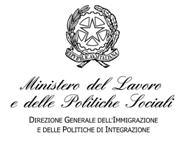 Ministero del Lavoro
e delle Politiche Sociali
DIREZIONE GENERALE DELL'IMMIGRAZIONE
E DELLE POLITICHE DI INTEGRAZIONE